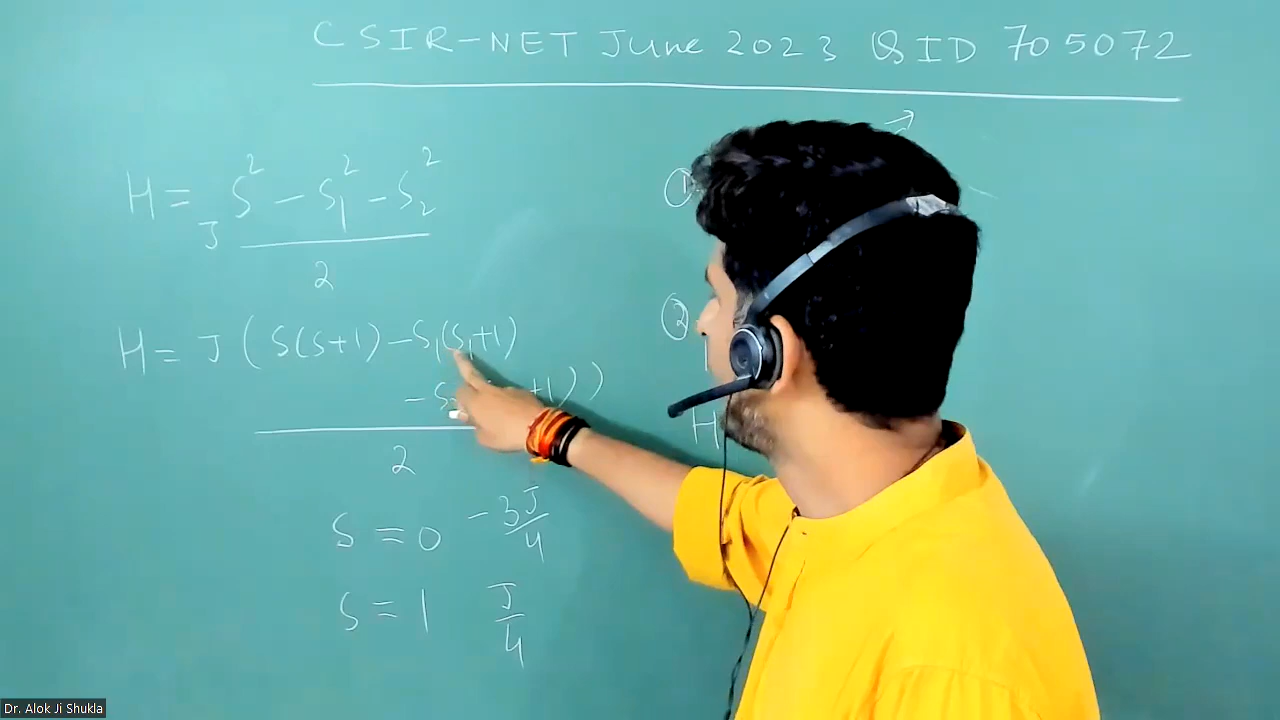 CSIR-NET June 2023 QID 705072
H = J (S² - S₁² - S₂²) / 2
①
H = J ( S(S+1) - S₁(S₁+1)
②
- S +1) )
H
2
S = 0 -3J/4
S = 1 J/4
Dr. Alok Ji Shukla